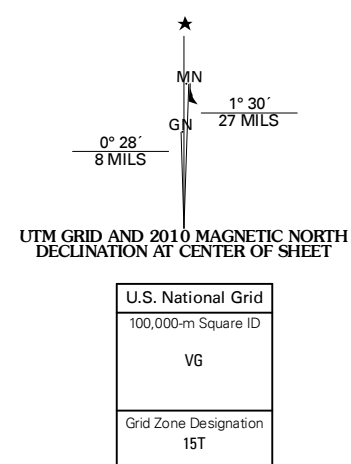 MN
1° 30´
27 MILS
GN
0° 28´
8 MILS
UTM GRID AND 2010 MAGNETIC NORTH
DECLINATION AT CENTER OF SHEET
U.S. National Grid
100,000-m Square ID
VG
Grid Zone Designation
15T